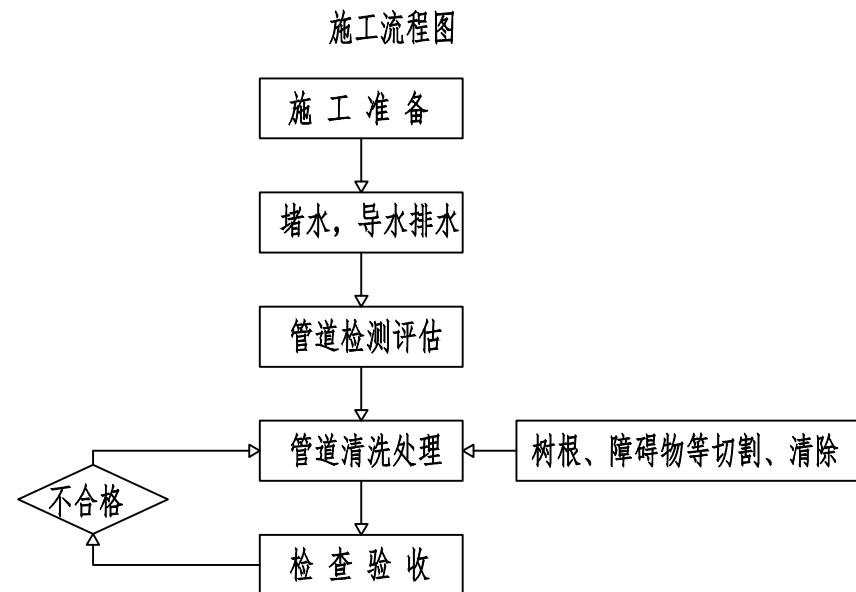 施工流程图
施工准备
堵水，导水排水
管道检测评估
管道清洗处理
树根、障碍物等切割、清除
不合格
检查验收